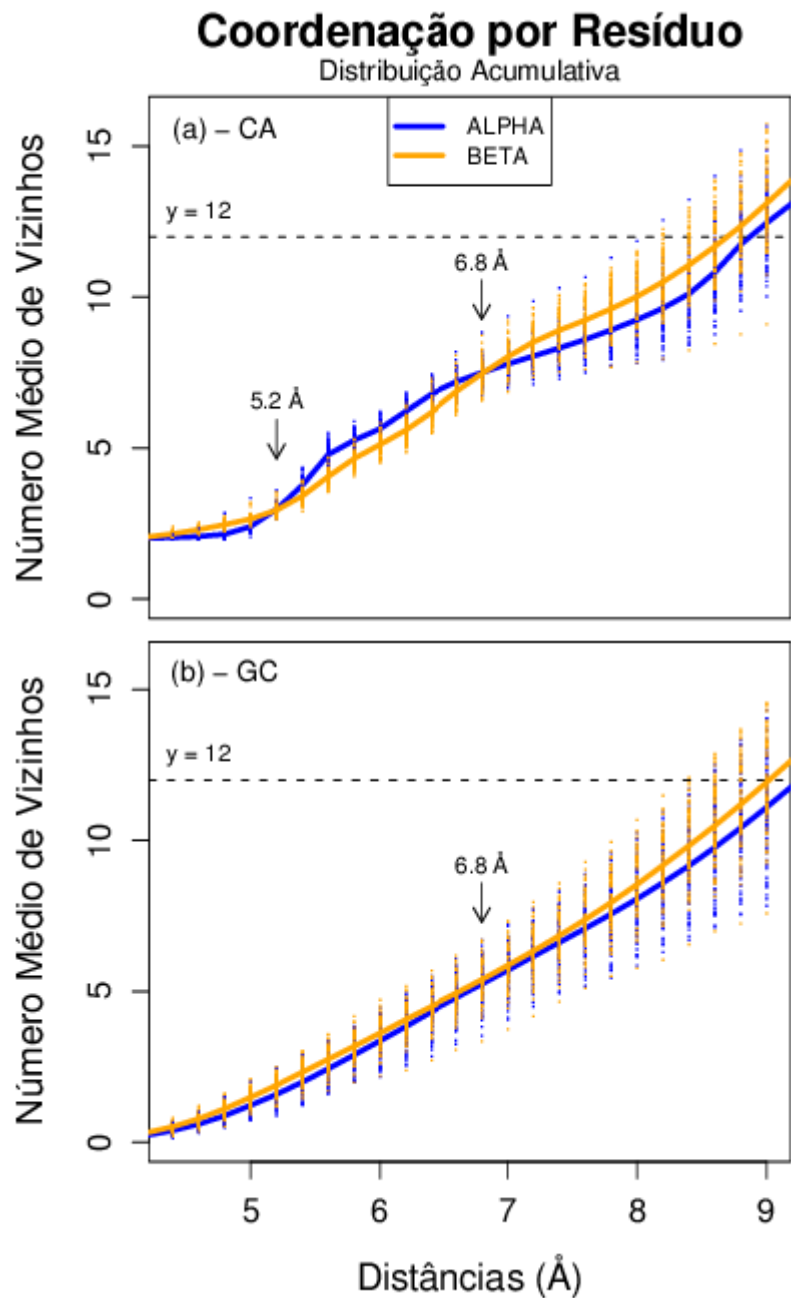 Coordenação por Resíduo
Distribuição Acumulativa
(a) – CA
ALPHA
BETA
y = 12
6.8 Å
5.2 Å
Número Médio de Vizinhos
15
10
5
0
(b) – GC
y = 12
6.8 Å
Número Médio de Vizinhos
15
10
5
0
5 6 7 8 9
Distâncias (Å)